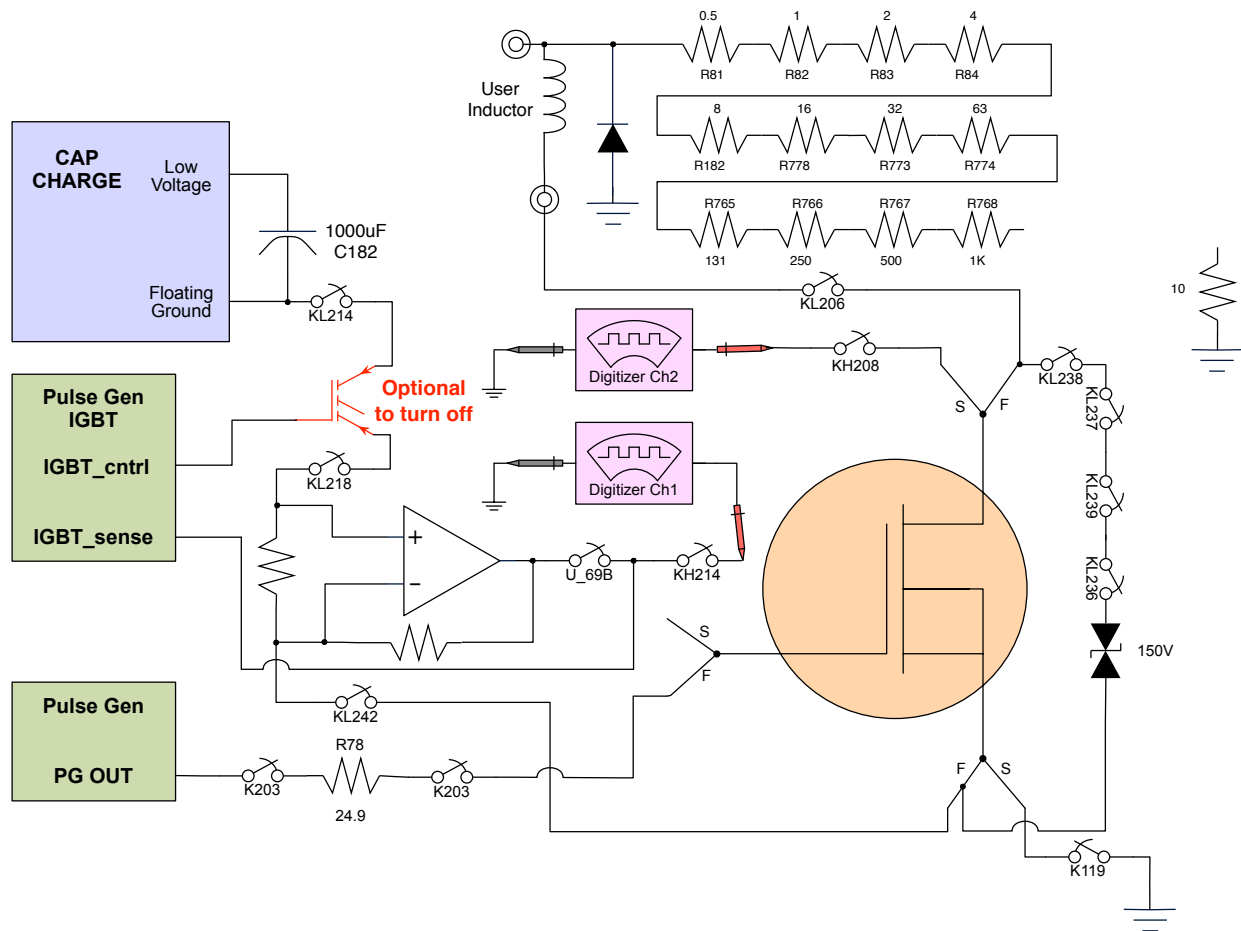 0.5
1
2
4
R81
R82
R83
R84
User
Inductor
8
16
32
63
R182
R778
R773
R774
R765
R766
R767
R768
131
250
500
1K
CAP
CHARGE
Low
Voltage
1000uF
C182
Floating
Ground
KL214
KL206
10
Digitizer Ch2
KH208
KL238
S
F
KL237
Optional
to turn off
Pulse Gen
IGBT
IGBT_cntrl
IGBT_sense
KL218
Digitizer Ch1
KL239
+
−
U_69B
KH214
KL236
S
F
150V
Pulse Gen
PG OUT
KL242
R78
K203
24.9
K203
F
S
K119